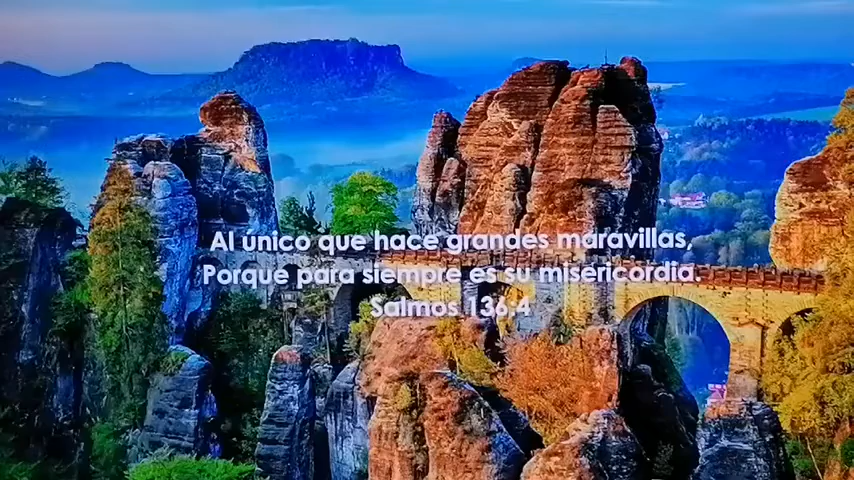 Al único que hace grandes maravillas,
Porque para siempre es su misericordia.
Salmos 136.4